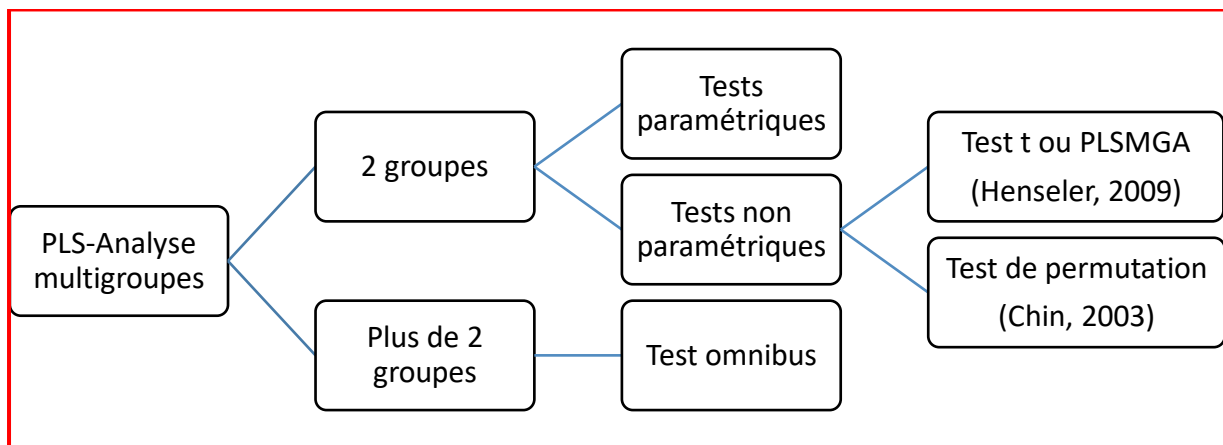 PLS-Analyse
multigroupes
2 groupes
Tests
paramétriques
Tests non
paramétriques
Test t ou PLSMGA
(Henseler, 2009)
Test de permutation
(Chin, 2003)
Plus de 2
groupes
Test omnibus